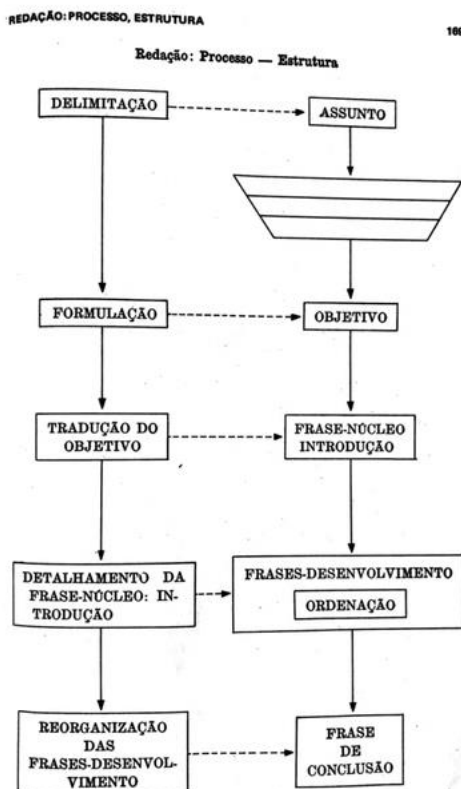 REDAÇÃO: PROCESSO, ESTRUTURA
169
Redação: Processo — Estrutura
DELIMITAÇÃO
ASSUNTO
FORMULAÇÃO
OBJETIVO
TRADUÇÃO DO
OBJETIVO
FRASE-NÚCLEO
INTRODUÇÃO
DETALHAMENTO DA
FRASE-NÚCLEO: IN-
TRODUÇÃO
FRASES-DESENVOLVIMENTO
ORDENAÇÃO
REORGANIZAÇÃO
DAS
FRASES-DESENVOL-
VIMENTO
FRASE
DE
CONCLUSÃO